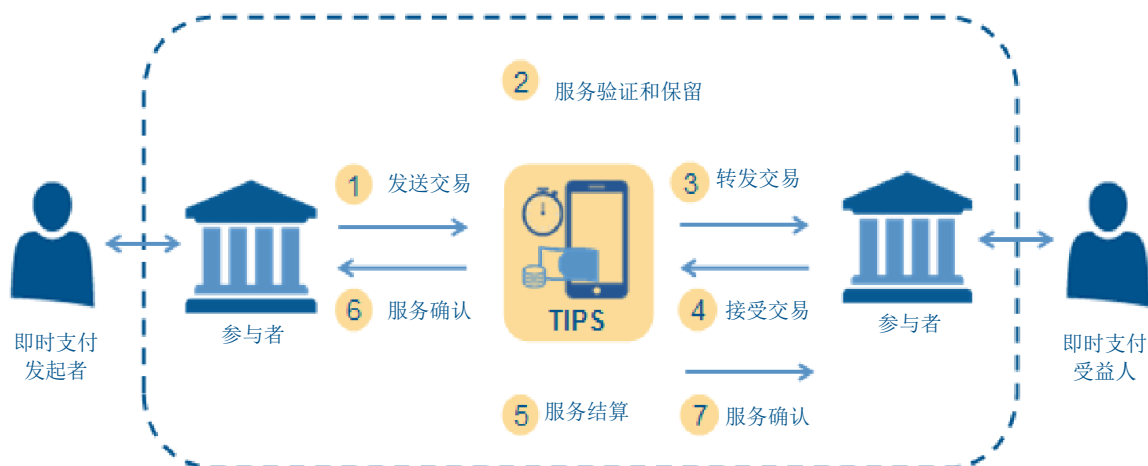 2 服务验证和保留
1 发送交易
3 转发交易
6 服务确认
TIPS
4 接受交易
参与者
参与者
即时支付
发起者
即时支付
受益人
5 服务结算
7 服务确认